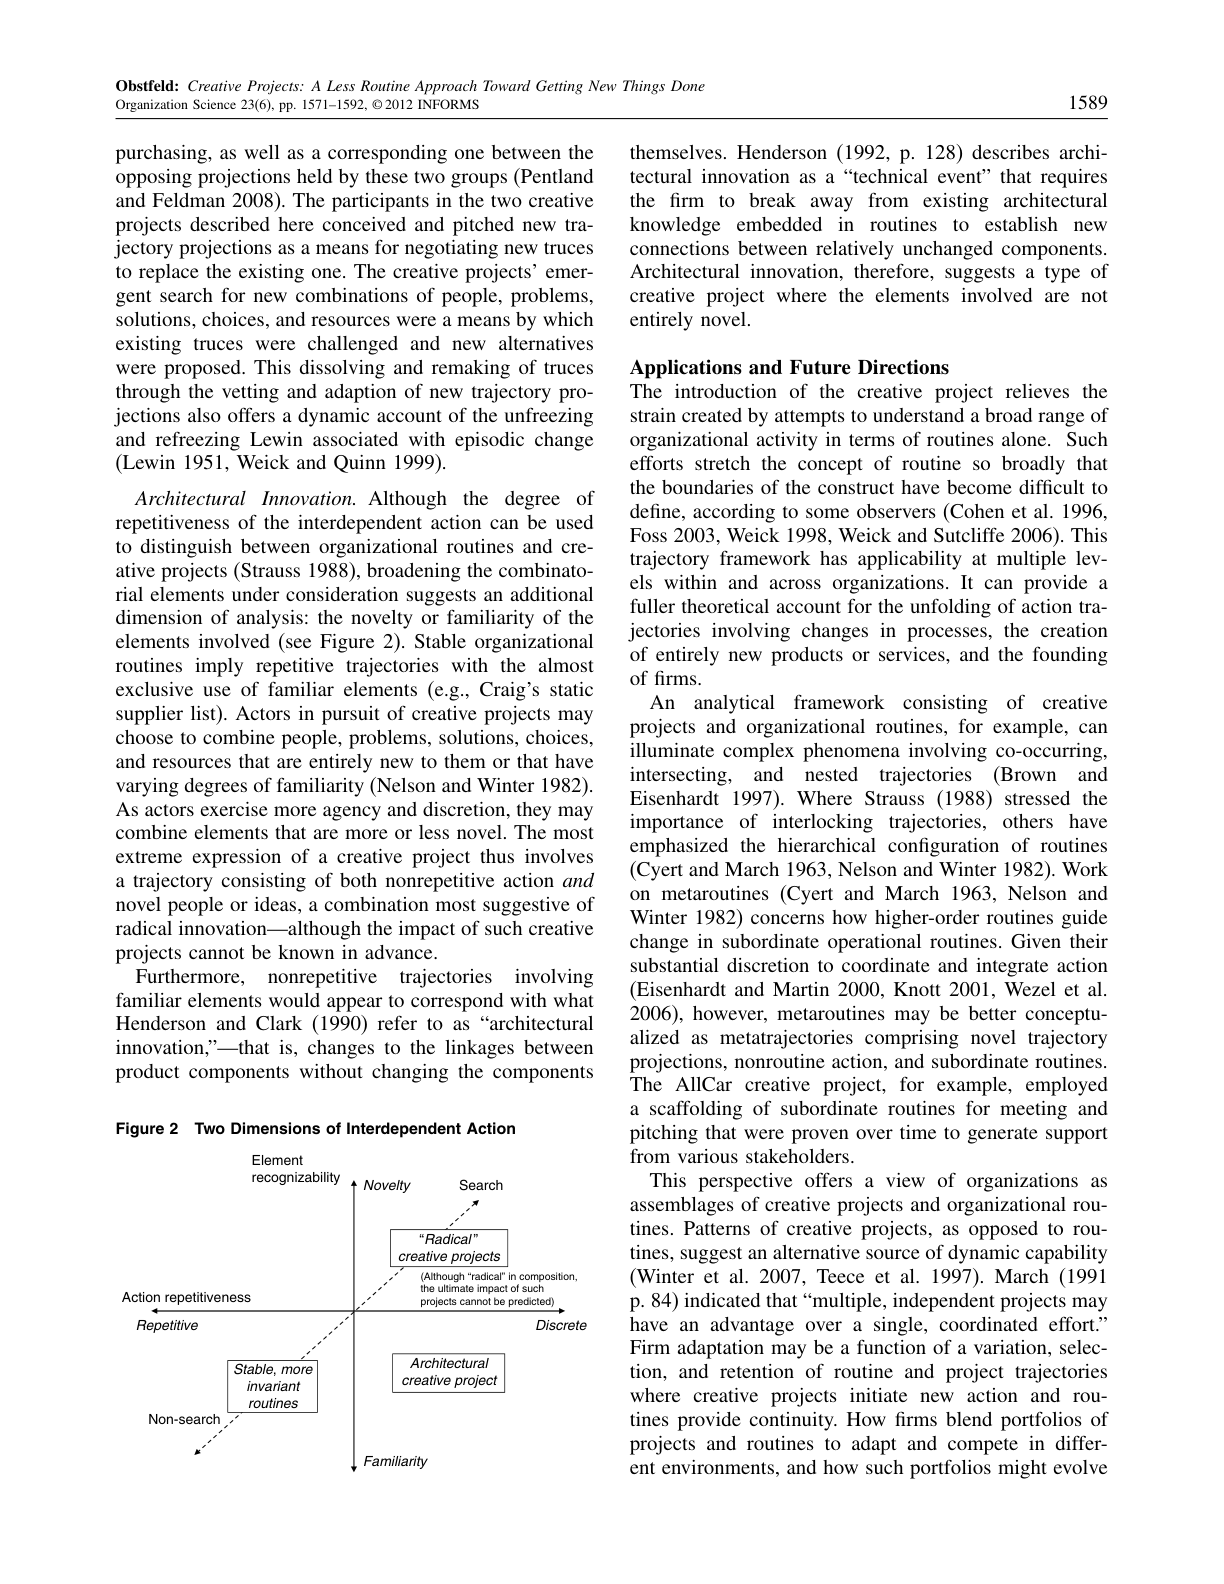 Obstfeld: Creative Projects: A Less Routine Approach Toward Getting New Things Done
Organization Science 23(6), pp. 1571–1592, © 2012 INFORMS
1589
purchasing, as well as a corresponding one between the
opposing projections held by these two groups (Pentland
and Feldman 2008). The participants in the two creative
projects described here conceived and pitched new tra-
jectory projections as a means for negotiating new truces
to replace the existing one. The creative projects’ emer-
gent search for new combinations of people, problems,
solutions, choices, and resources were a means by which
existing truces were challenged and new alternatives
were proposed. This dissolving and remaking of truces
through the vetting and adaption of new trajectory pro-
jections also offers a dynamic account of the unfreezing
and refreezing Lewin associated with episodic change
(Lewin 1951, Weick and Quinn 1999).
Architectural Innovation. Although the degree of
repetitiveness of the interdependent action can be used
to distinguish between organizational routines and cre-
ative projects (Strauss 1988), broadening the combinato-
rial elements under consideration suggests an additional
dimension of analysis: the novelty or familiarity of the
elements involved (see Figure 2). Stable organizational
routines imply repetitive trajectories with the almost
exclusive use of familiar elements (e.g., Craig’s static
supplier list). Actors in pursuit of creative projects may
choose to combine people, problems, solutions, choices,
and resources that are entirely new to them or that have
varying degrees of familiarity (Nelson and Winter 1982).
As actors exercise more agency and discretion, they may
combine elements that are more or less novel. The most
extreme expression of a creative project thus involves
a trajectory consisting of both nonrepetitive action and
novel people or ideas, a combination most suggestive of
radical innovation—although the impact of such creative
projects cannot be known in advance.
Furthermore, nonrepetitive trajectories involving
familiar elements would appear to correspond with what
Henderson and Clark (1990) refer to as “architectural
innovation,”—that is, changes to the linkages between
product components without changing the components
Figure 2 Two Dimensions of Interdependent Action
Element
recognizability
Novelty
Search
“Radical”
creative projects
(Although “radical” in composition,
the ultimate impact of such
projects cannot be predicted)
Action repetitiveness
Repetitive
Discrete
Stable, more
invariant
routines
Architectural
creative project
Non-search
Familiarity
themselves. Henderson (1992, p. 128) describes archi-
tectural innovation as a “technical event” that requires
the firm to break away from existing architectural
knowledge embedded in routines to establish new
connections between relatively unchanged components.
Architectural innovation, therefore, suggests a type of
creative project where the elements involved are not
entirely novel.
Applications and Future Directions
The introduction of the creative project relieves the
strain created by attempts to understand a broad range of
organizational activity in terms of routines alone. Such
efforts stretch the concept of routine so broadly that
the boundaries of the construct have become difficult to
define, according to some observers (Cohen et al. 1996,
Foss 2003, Weick 1998, Weick and Sutcliffe 2006). This
trajectory framework has applicability at multiple lev-
els within and across organizations. It can provide a
fuller theoretical account for the unfolding of action tra-
jectories involving changes in processes, the creation
of entirely new products or services, and the founding
of firms.
An analytical framework consisting of creative
projects and organizational routines, for example, can
illuminate complex phenomena involving co-occurring,
intersecting, and nested trajectories (Brown and
Eisenhardt 1997). Where Strauss (1988) stressed the
importance of interlocking trajectories, others have
emphasized the hierarchical configuration of routines
(Cyert and March 1963, Nelson and Winter 1982). Work
on metaroutines (Cyert and March 1963, Nelson and
Winter 1982) concerns how higher-order routines guide
change in subordinate operational routines. Given their
substantial discretion to coordinate and integrate action
(Eisenhardt and Martin 2000, Knott 2001, Wezel et al.
2006), however, metaroutines may be better conceptu-
alized as metatrajectories comprising novel trajectory
projections, nonroutine action, and subordinate routines.
The AllCar creative project, for example, employed
a scaffolding of subordinate routines for meeting and
pitching that were proven over time to generate support
from various stakeholders.
This perspective offers a view of organizations as
assemblages of creative projects and organizational rou-
tines. Patterns of creative projects, as opposed to rou-
tines, suggest an alternative source of dynamic capability
(Winter et al. 2007, Teece et al. 1997). March (1991
p. 84) indicated that “multiple, independent projects may
have an advantage over a single, coordinated effort.”
Firm adaptation may be a function of a variation, selec-
tion, and retention of routine and project trajectories
where creative projects initiate new action and rou-
tines provide continuity. How firms blend portfolios of
projects and routines to adapt and compete in differ-
ent environments, and how such portfolios might evolve